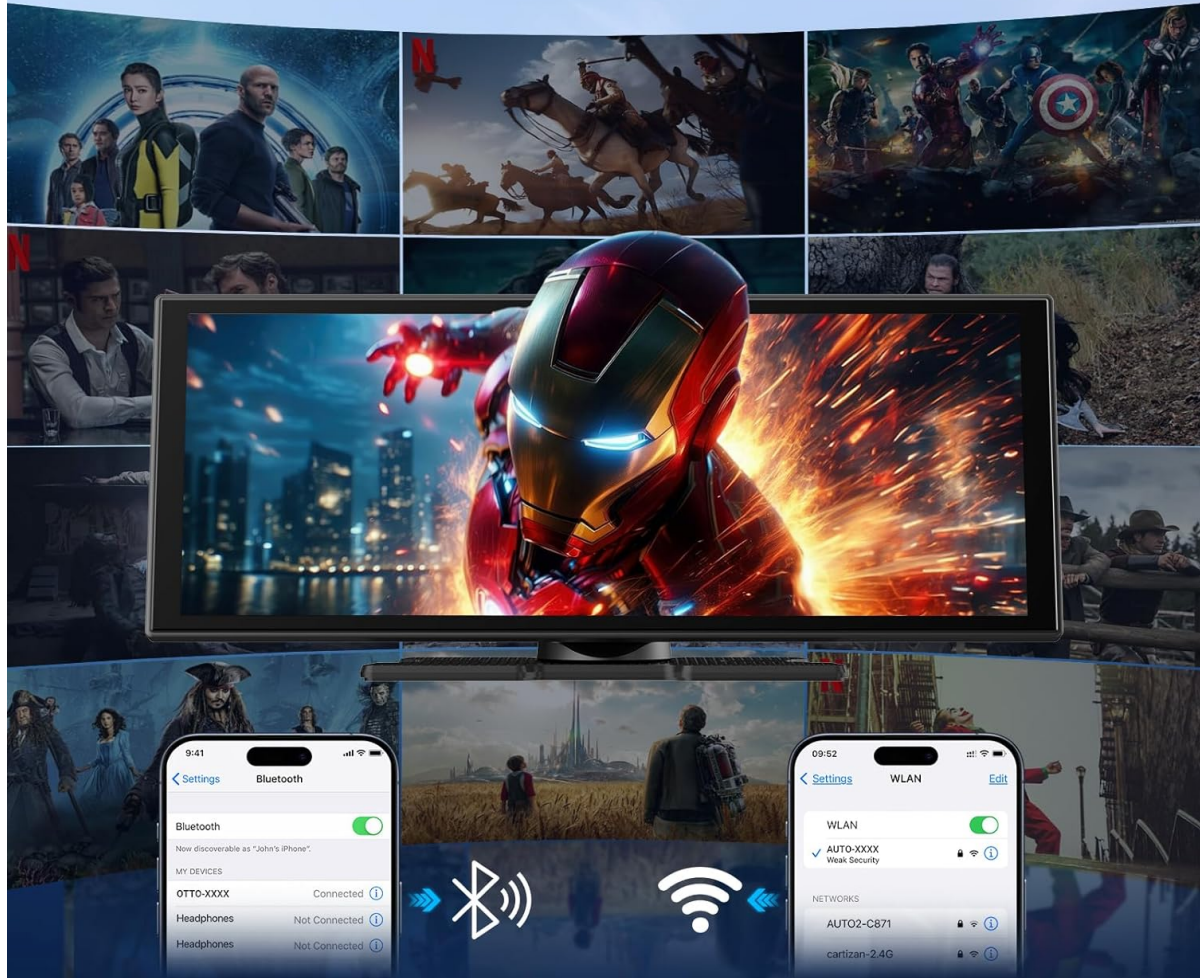 N
N
N
9:41
Settings
Bluetooth
Bluetooth
Now discoverable as "John's iPhone".
MY DEVICES
OTTO-XXXX
Connected
Headphones
Not Connected
Headphones
Not Connected
09:52
Settings
WLAN
Edit
WLAN
AUTO-XXXX
Weak Security
NETWORKS
AUTO2-C871
cartizan-2.4G